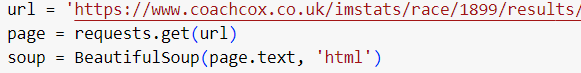 url = 'https://www.coachcox.co.uk/imstats/race/1899/results/
page = requests.get(url)
soup = BeautifulSoup(page.text, 'html')